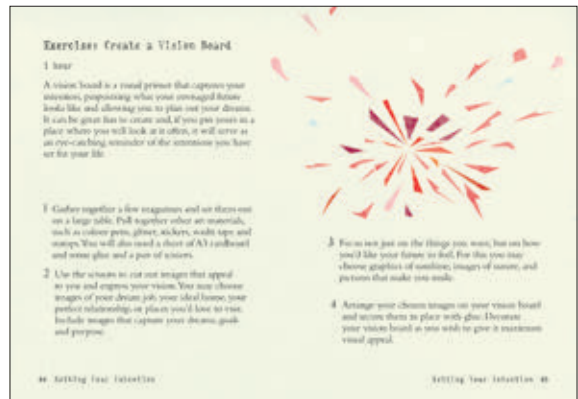 Exercise: Create a Vision Board
1 hour
A vision board is a visual primer that captures your
intention, pinpointing what your envisaged future
looks like and allowing you to plan out your dreams.
It can be great fun to create and, if you put yours in a
place where you will look at it often, it will serve as
an eye-catching reminder of the intentions you have
set for your life.
1 Gather together a few magazines and set them out
on a large table. Pull together other art materials,
such as colour pens, glitter, stickers, washi tape and
stamps. You will also need a sheet of A3 cardboard
and some glue and a pair of scissors.
2 Use the scissors to cut out images that appeal
to you and express your vision. You may choose
images of your dream job, your ideal home, your
perfect relationship, or places you'd love to visit.
Include images that capture your dreams, goals
and purpose.
44 Setting Your Intention
3 Focus not just on the things you want, but on how
you'd like your future to feel. For this you may
choose graphics of sunshine, images of nature, and
pictures that make you smile.
4 Arrange your chosen images on your vision board
and secure them in place with glue. Decorate
your vision board as you wish to give it maximum
visual appeal.
Setting Your Intention 45